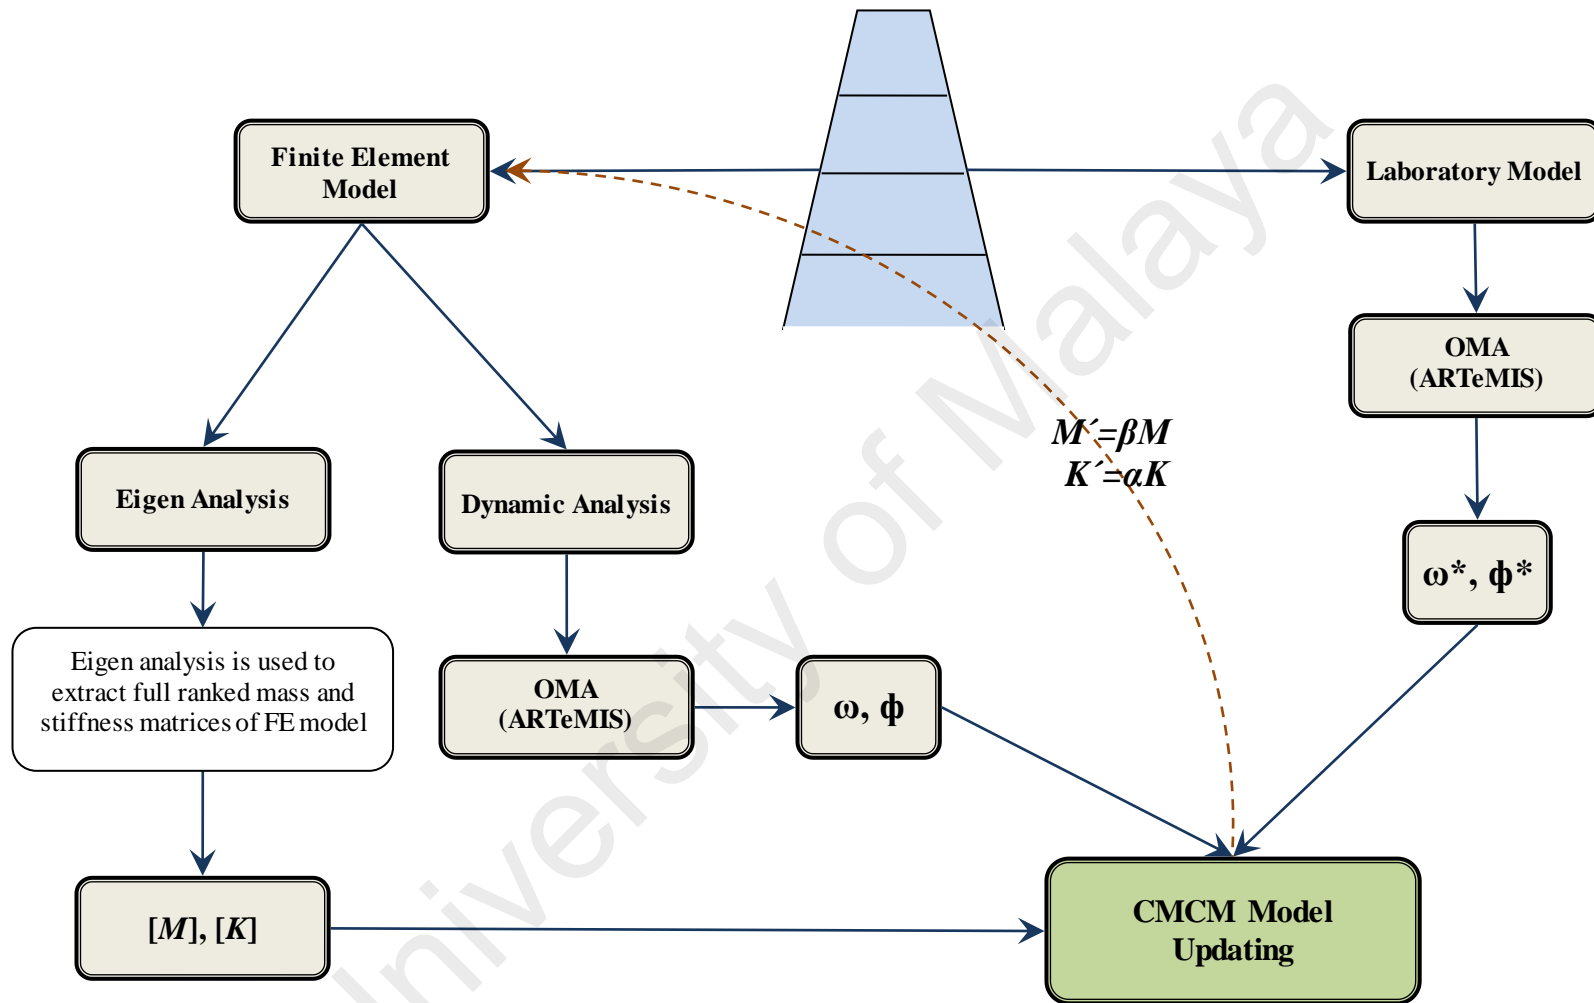 Finite Element
Model
Laboratory Model
OMA
(ARTeMIS)
M´=βM
K´=αK
Eigen Analysis
Dynamic Analysis
ω*, ϕ*
Eigen analysis is used to
extract full ranked mass and
stiffness matrices of FE model
OMA
(ARTeMIS)
ω, ϕ
[M], [K]
CMCM Model
Updating
University of Malaya